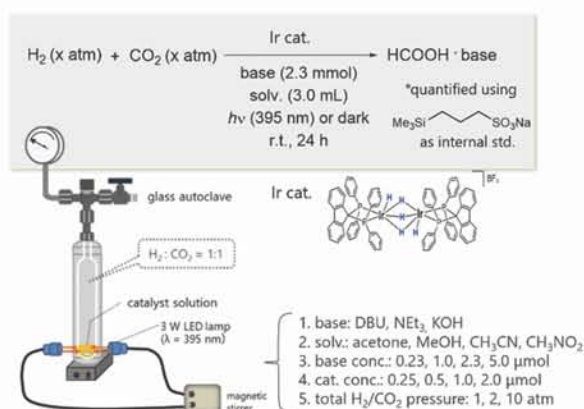 Ir cat.
H₂ (x atm) + CO₂ (x atm) → HCOOH · base
base (2.3 mmol)
solv. (3.0 mL)
hν (395 nm) or dark
r.t., 24 h
*quantified using
Me₃Si SO₃Na
as internal std.
glass autoclave
Ir cat.
BF₄
H H
Ir Ir
H H
H₂ : CO₂ = 1:1
catalyst solution
3 W LED lamp
(λ = 395 nm)
magnetic
stirrer
1. base: DBU, NEt₃, KOH
2. solv.: acetone, MeOH, CH₃CN, CH₃NO2
3. base conc.: 0.23, 1.0, 2.3, 5.0 μmol
4. cat. conc.: 0.25, 0.5, 1.0, 2.0 μmol
5. total H₂/CO₂ pressure: 1, 2, 10 atm